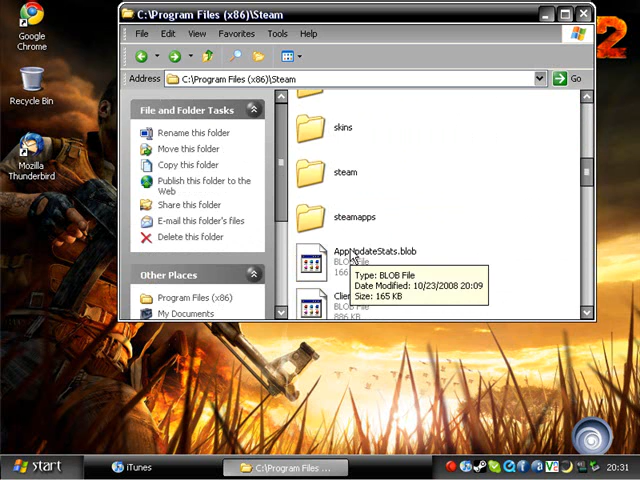 C:\Program Files (x86)\Steam
Google
Chrome
2
File Edit View Favorites Tools Help
Address C:\Program Files (x86)\Steam Go
Recycle Bin
File and Folder Tasks
Rename this folder
Move this folder
Copy this folder
Publish this folder to the
Web
Share this folder
E-mail this folder's files
Delete this folder
Other Places
Program Files (x86)
My Documents
skins
steam
steamapps
AppUpdateStats.blob
BLOB File
166
Type: BLOB File
Date Modified: 10/23/2008 20:09
Size: 165 KB
BLOB File
886 KB
Mozilla
Thunderbird
start
iTunes
C:\Program Files ...
20:31